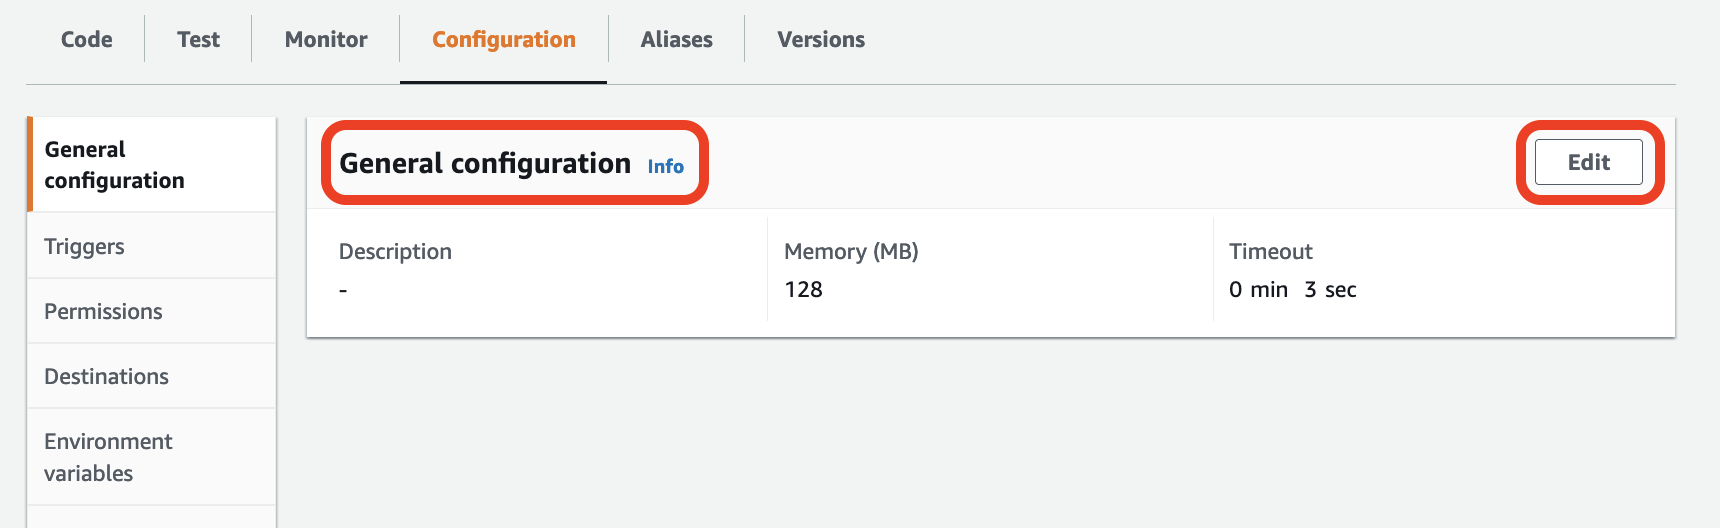 Code Test Monitor Configuration Aliases Versions
General
configuration
Triggers
Permissions
Destinations
Environment
variables
General configuration Info
Edit
Description Memory (MB) Timeout
- 128 0 min 3 sec